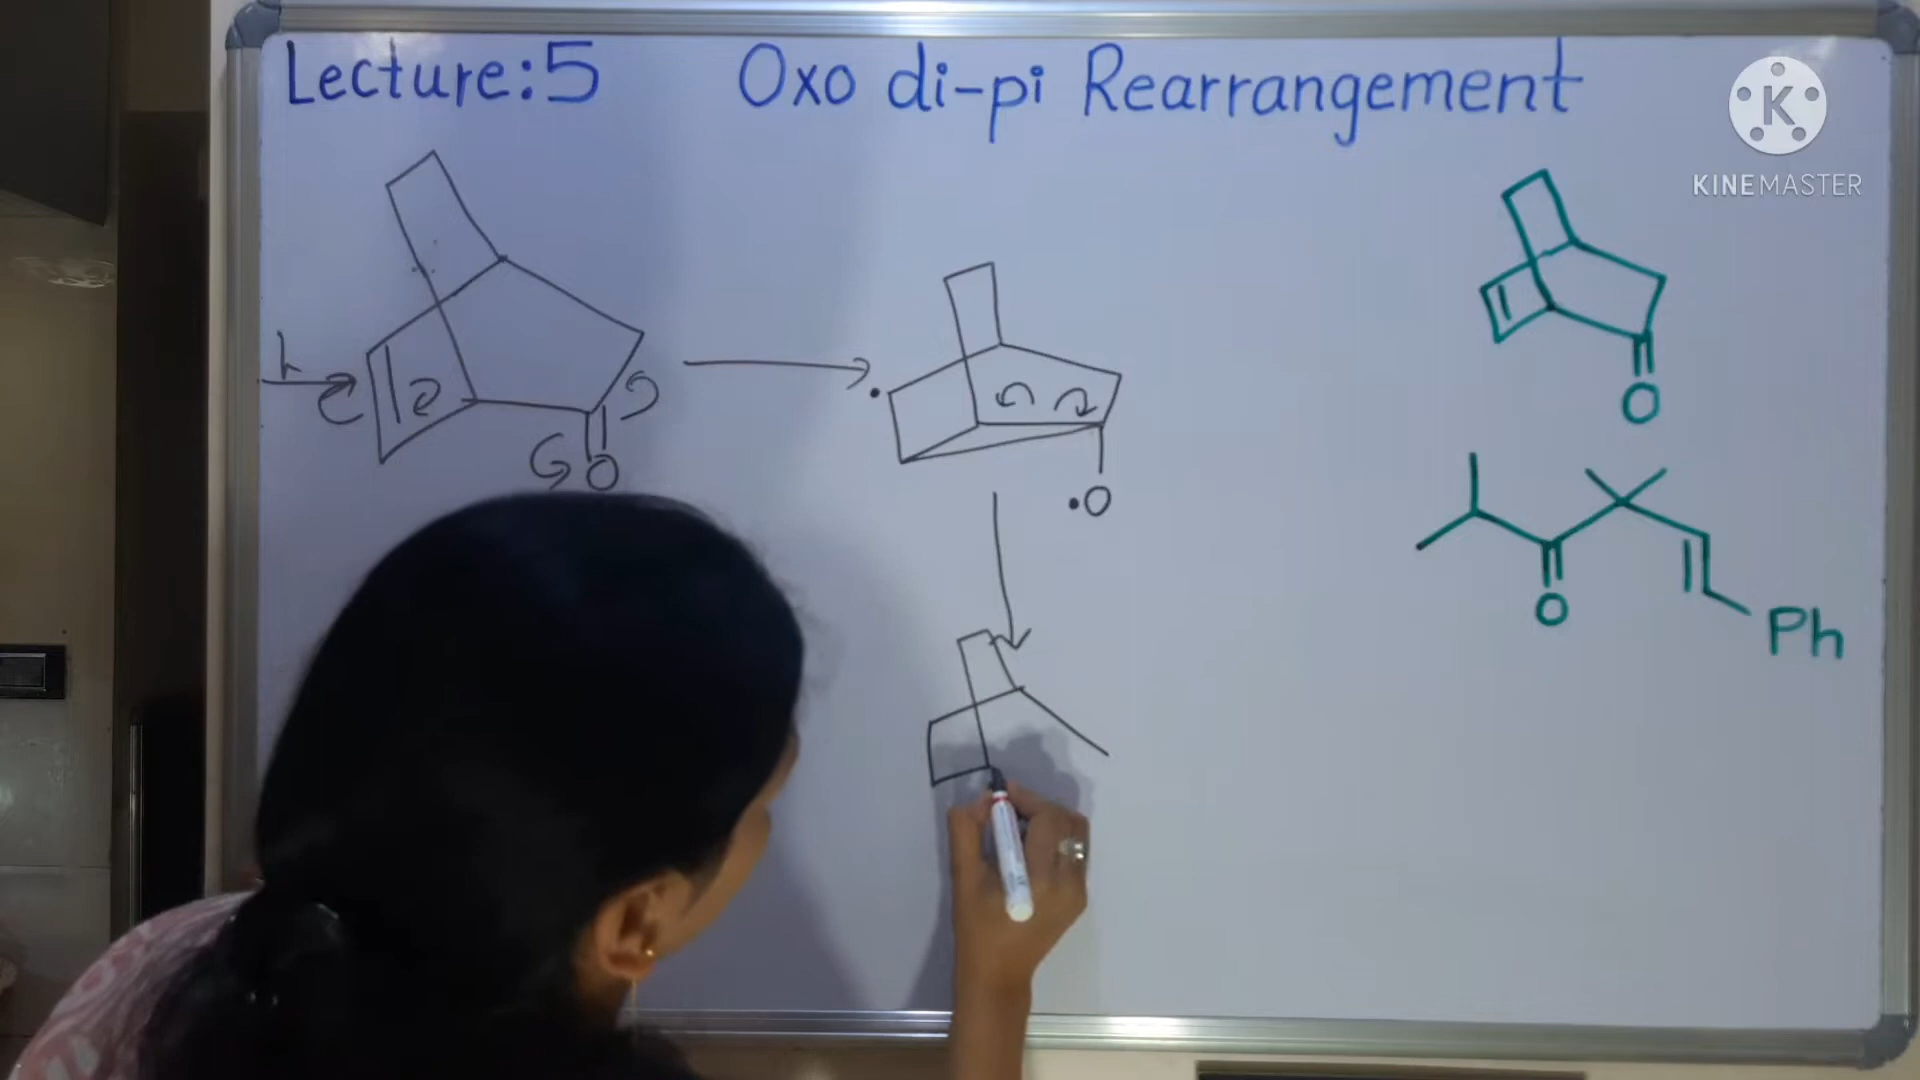 Lecture:5 Oxo di-pi Rearrangement
K
KINEMASTER
h
O
O
•O
O
Ph